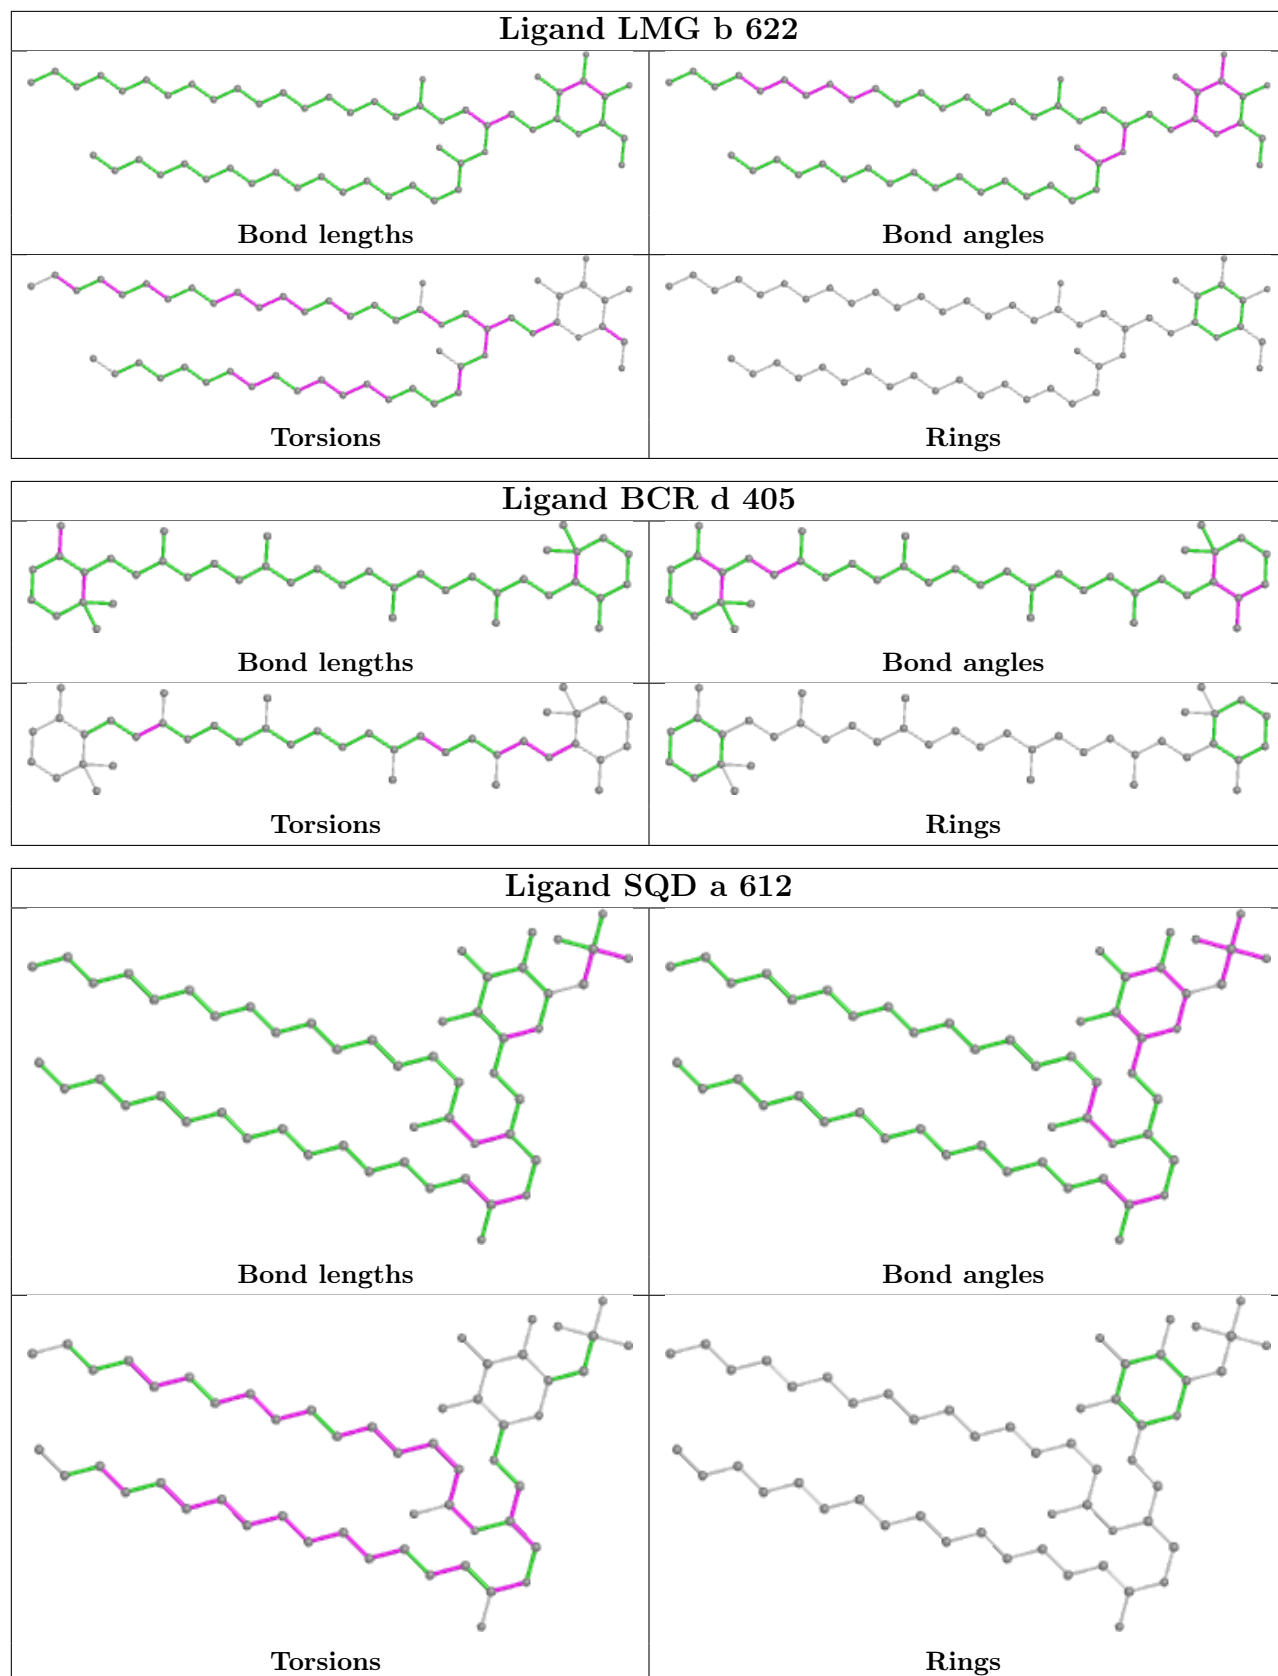 Ligand LMG b 622
Bond lengths
Bond angles
Torsions
Rings
Ligand BCR d 405
Bond lengths
Bond angles
Torsions
Rings
Ligand SQD a 612
Bond lengths
Bond angles
Torsions
Rings